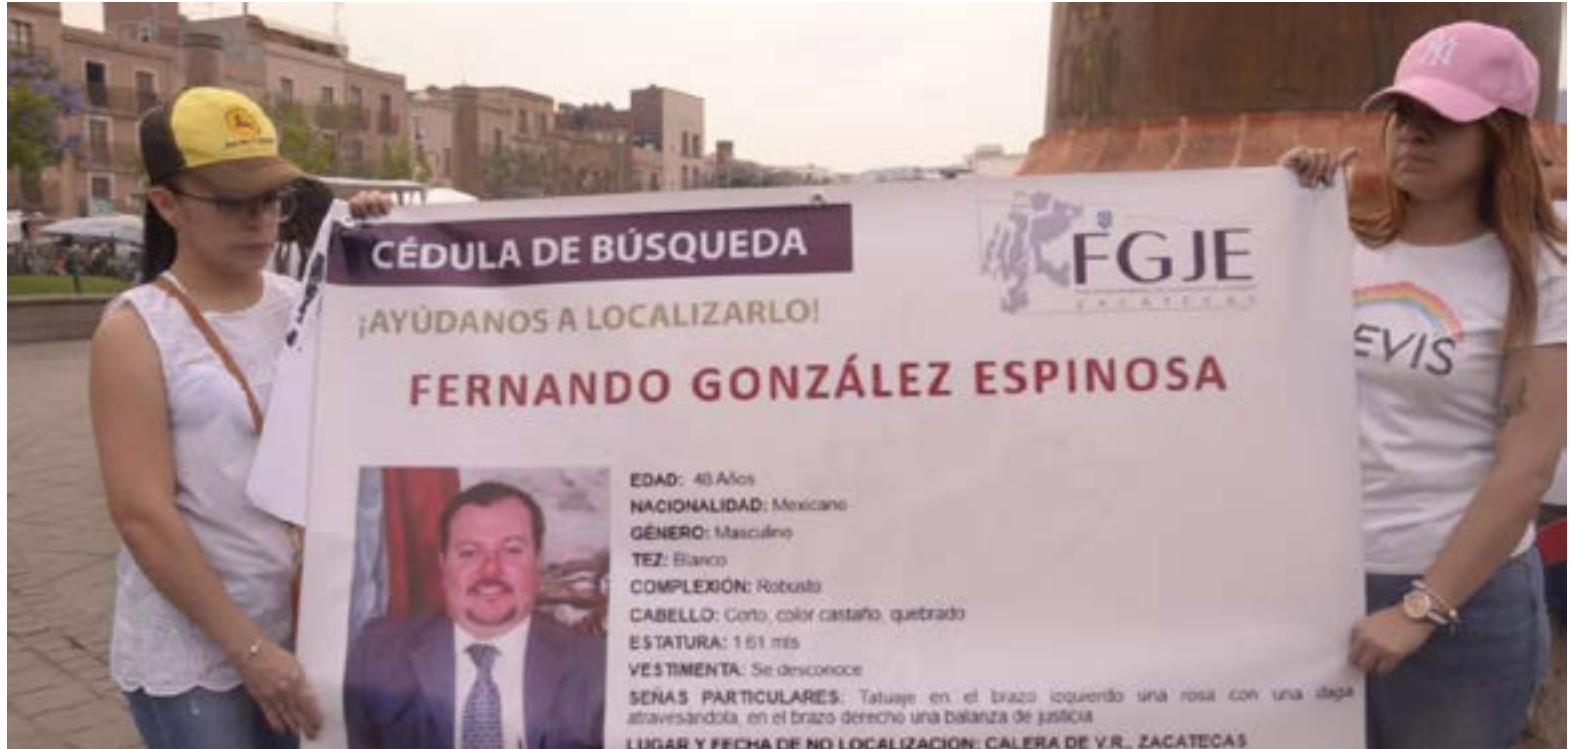 CÉDULA DE BÚSQUEDA
FGJE
ZACATECAS
¡AYÚDANOS A LOCALIZARLO!
FERNANDO GONZÁLEZ ESPINOSA
EDAD: 48 Años
NACIONALIDAD: Mexicano
GÉNERO: Masculino
TEZ: Blanco
COMPLEXIÓN: Robusto
CABELLO: Corto, color castaño, quebrado
ESTATURA: 1.61 mts
VESTIMENTA: Se desconoce
SEÑAS PARTICULARES: Tatuaje en el brazo izquierdo una rosa con una daga
atravesándola, en el brazo derecho una balanza de justicia
LUGAR Y FECHA DE NO LOCALIZACIÓN: CALERA DE V.R., ZACATECAS
NY
EVIS